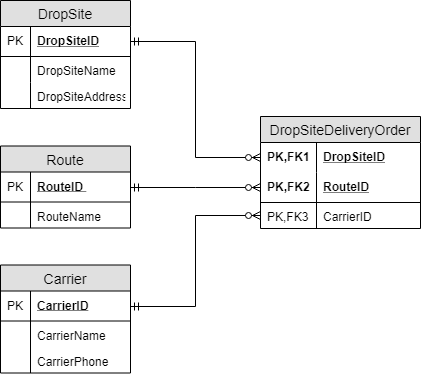 DropSite
PK DropSiteID
DropSiteName
DropSiteAddress
Route
PK RouteID
RouteName
Carrier
PK CarrierID
CarrierName
CarrierPhone
DropSiteDeliveryOrder
PK,FK1 DropSiteID
PK,FK2 RouteID
PK,FK3 CarrierID